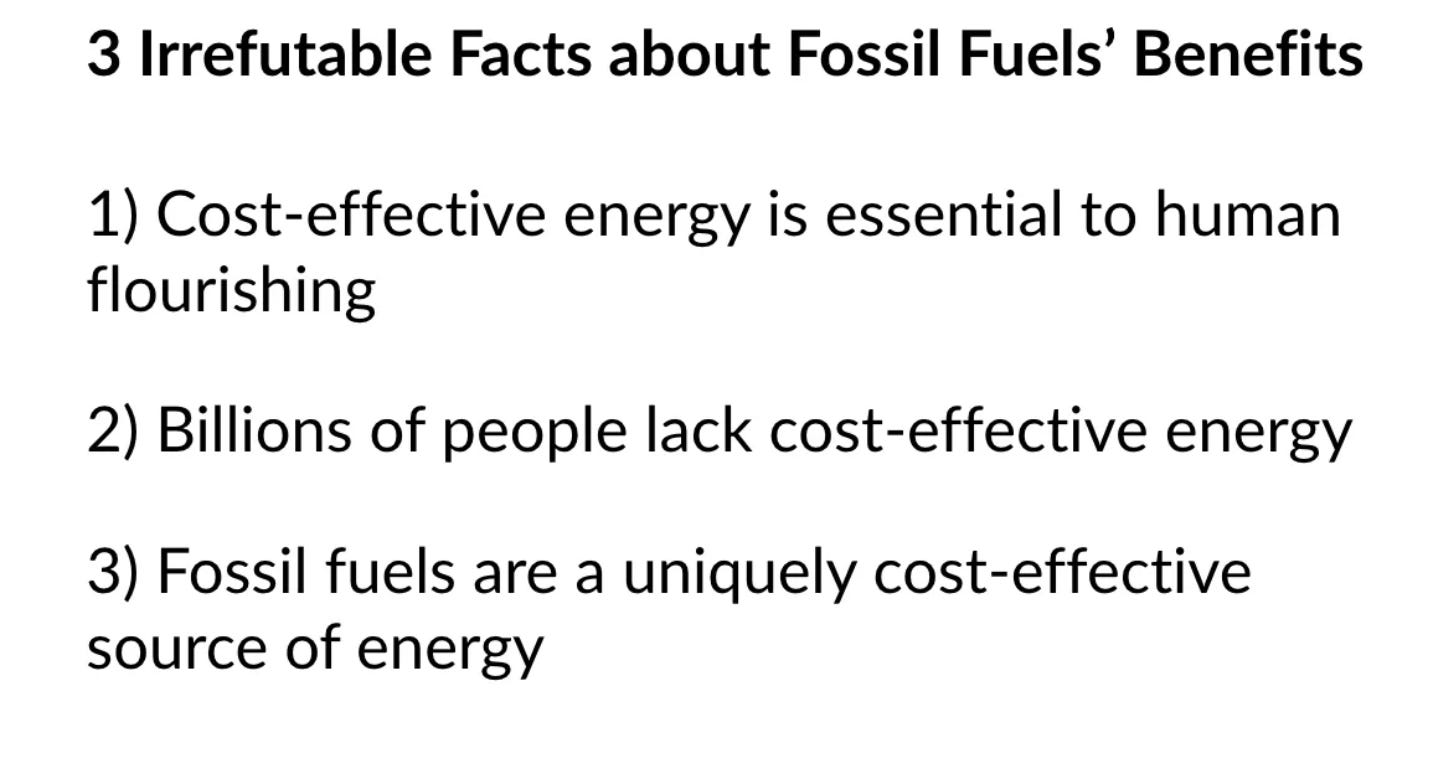 3 Irrefutable Facts about Fossil Fuels’ Benefits
1) Cost-effective energy is essential to human
flourishing
2) Billions of people lack cost-effective energy
3) Fossil fuels are a uniquely cost-effective
source of energy